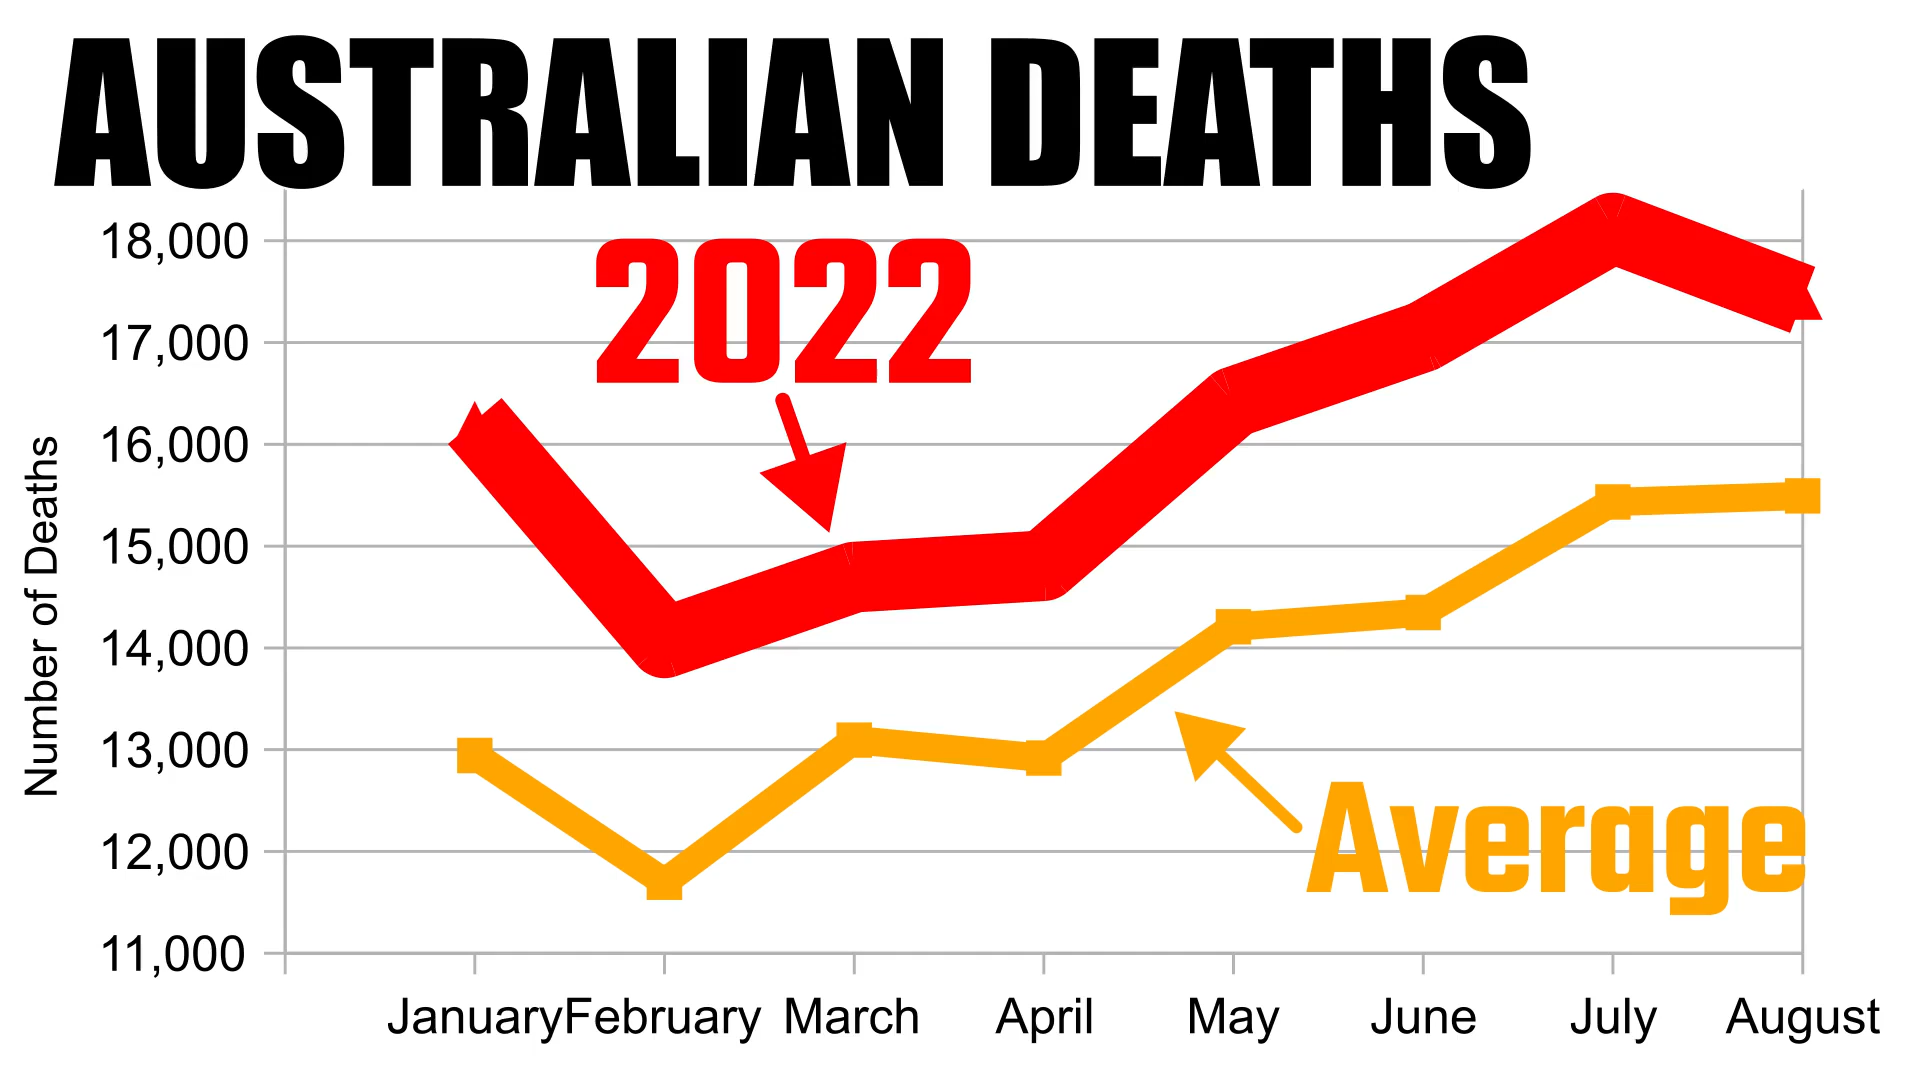 AUSTRALIAN DEATHS
2022
Average
Number of Deaths
18,000
17,000
16,000
15,000
14,000
13,000
12,000
11,000
January February March April May June July August